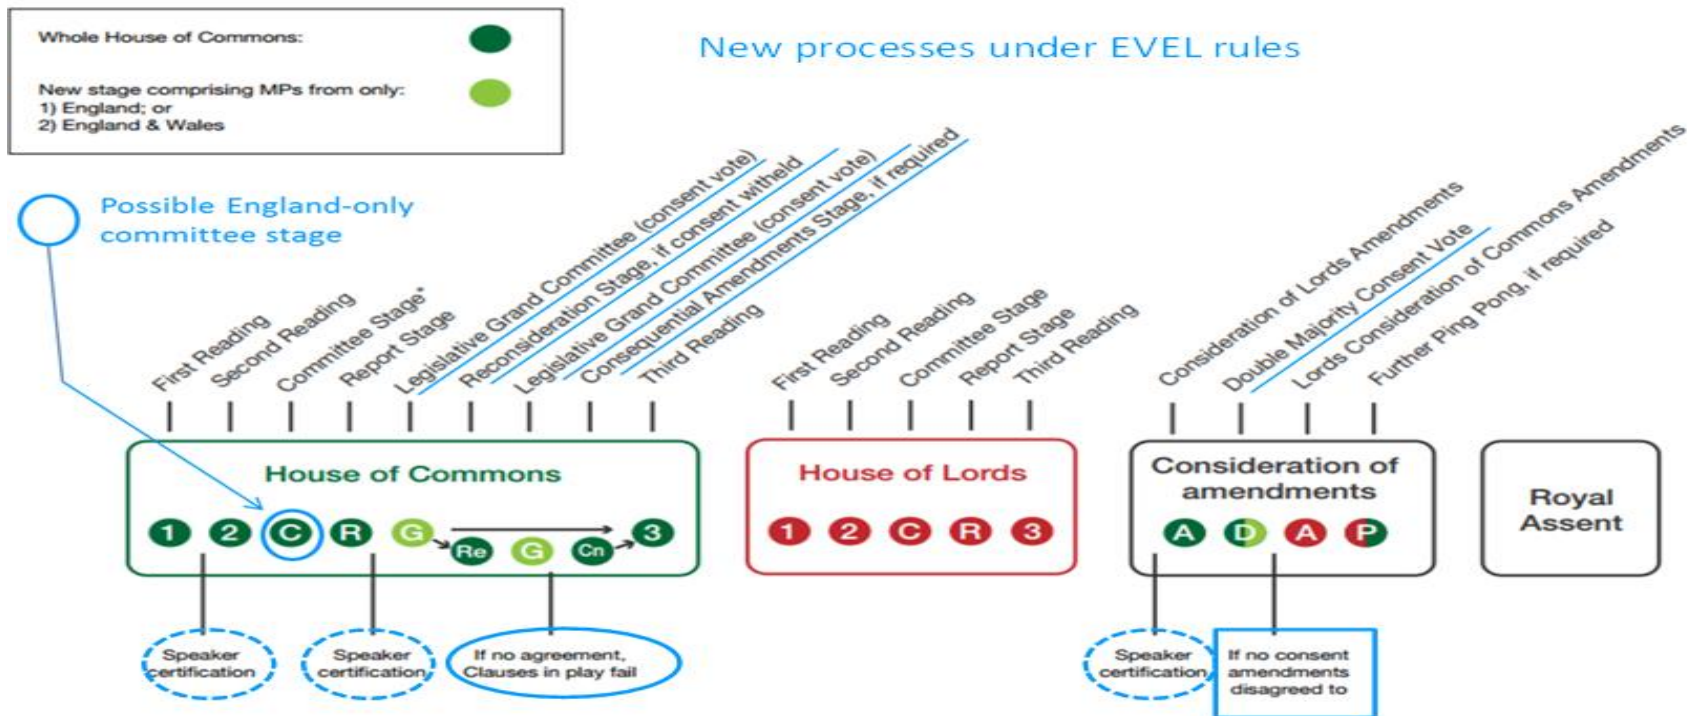 Whole House of Commons:
New stage comprising MPs from only:
1) England; or
2) England & Wales
New processes under EVEL rules
Possible England-only
committee stage
First Reading
Second Reading
Committee Stage*
Report Stage
Legislative Grand Committee (consent vote)
Reconsideration Stage, if consent witheld
Legislative Grand Committee (consent vote)
Consequential Amendments Stage, if required
Third Reading
First Reading
Second Reading
Committee Stage
Report Stage
Third Reading
Consideration of Lords Amendments
Double Majority Consent Vote
Lords Consideration of Commons Amendments
Further Ping Pong, if required
House of Commons
1 2 C R G Re G Cn 3
House of Lords
1 2 C R 3
Consideration of
amendments
A D A P
Royal
Assent
Speaker
certification
Speaker
certification
If no agreement,
Clauses in play fail
Speaker
certification
If no consent
amendments
disagreed to